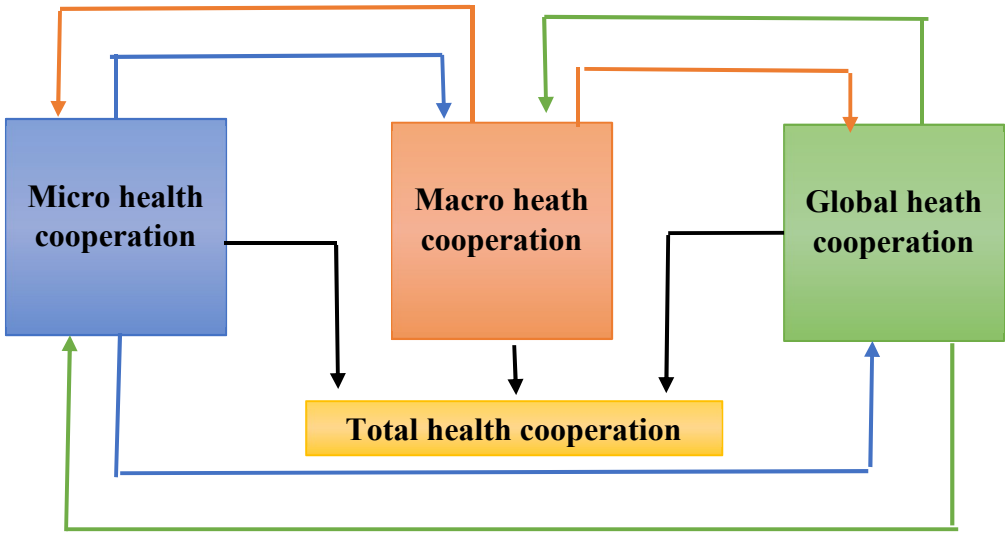 Micro health
cooperation
Macro heath
cooperation
Global heath
cooperation
Total health cooperation